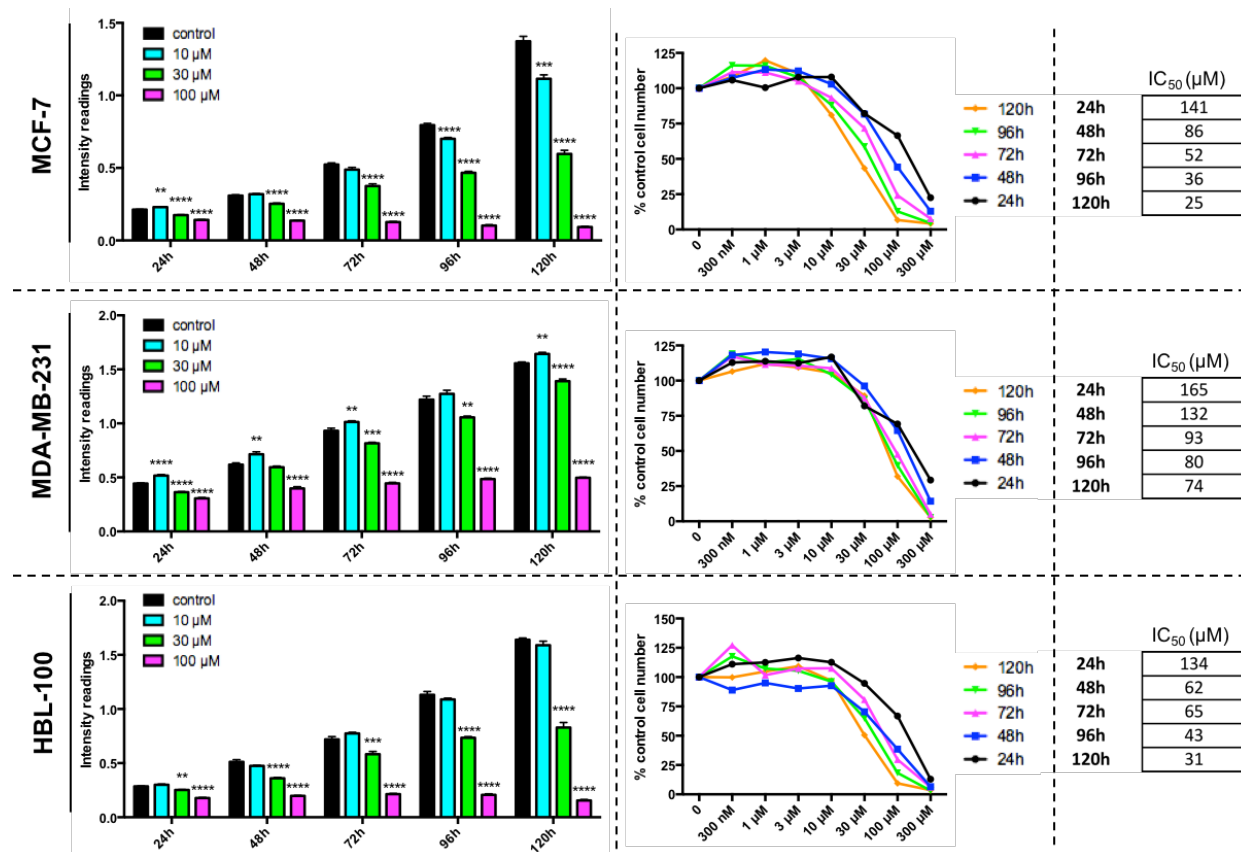 MCF-7
Intensity readings
1.5
1.0
0.5
0.0
control
10 µM
30 µM
100 µM
** **** ****
**** ****
**** ****
**** **** ****
*** **** ****
24h 48h 72h 96h 120h
% control cell number
125
100
75
50
25
0
0 300 nM 1 µM 3 µM 10 µM 30 µM 100 µM 300 µM
120h
96h
72h
48h
24h
IC50 (µM)
24h 141
48h 86
72h 52
96h 36
120h 25
MDA-MB-231
Intensity readings
2.0
1.5
1.0
0.5
0.0
control
10 µM
30 µM
100 µM
**** **** ****
** ****
** *** ****
** ****
** **** ****
24h 48h 72h 96h 120h
% control cell number
125
100
75
50
25
0
0 300 nM 1 µM 3 µM 10 µM 30 µM 100 µM 300 µM
120h
96h
72h
48h
24h
IC50 (µM)
24h 165
48h 132
72h 93
96h 80
120h 74
HBL-100
Intensity readings
2.0
1.5
1.0
0.5
0.0
control
10 µM
30 µM
100 µM
** ****
**** ****
*** ****
**** ****
**** ****
24h 48h 72h 96h 120h
% control cell number
150
125
100
75
50
25
0
0 300 nM 1 µM 3 µM 10 µM 30 µM 100 µM 300 µM
120h
96h
72h
48h
24h
IC50 (µM)
24h 134
48h 62
72h 65
96h 43
120h 31